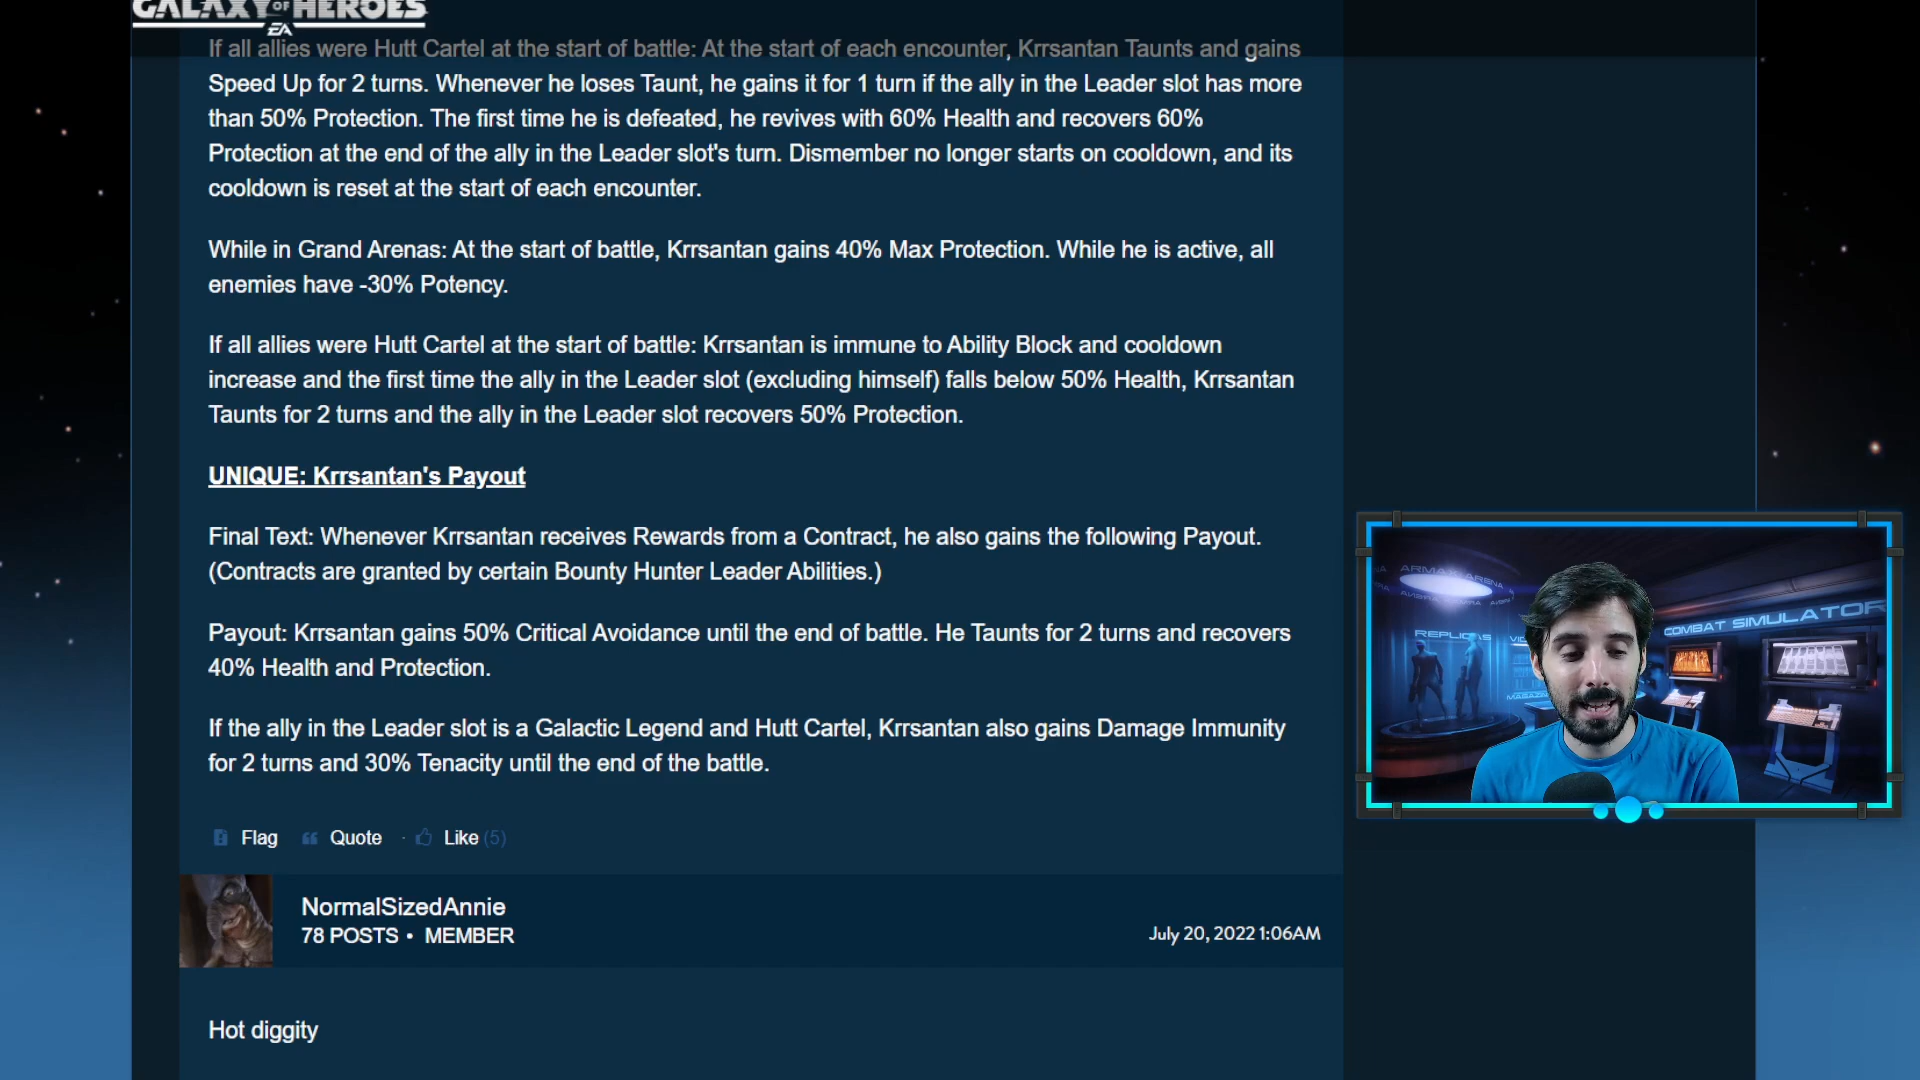 GALAXY OF HEROES
EA
If all allies were Hutt Cartel at the start of battle: At the start of each encounter, Krrsantan Taunts and gains
Speed Up for 2 turns. Whenever he loses Taunt, he gains it for 1 turn if the ally in the Leader slot has more
than 50% Protection. The first time he is defeated, he revives with 60% Health and recovers 60%
Protection at the end of the ally in the Leader slot's turn. Dismember no longer starts on cooldown, and its
cooldown is reset at the start of each encounter.
While in Grand Arenas: At the start of battle, Krrsantan gains 40% Max Protection. While he is active, all
enemies have -30% Potency.
If all allies were Hutt Cartel at the start of battle: Krrsantan is immune to Ability Block and cooldown
increase and the first time the ally in the Leader slot (excluding himself) falls below 50% Health, Krrsantan
Taunts for 2 turns and the ally in the Leader slot recovers 50% Protection.
UNIQUE: Krrsantan's Payout
Final Text: Whenever Krrsantan receives Rewards from a Contract, he also gains the following Payout.
(Contracts are granted by certain Bounty Hunter Leader Abilities.)
Payout: Krrsantan gains 50% Critical Avoidance until the end of battle. He Taunts for 2 turns and recovers
40% Health and Protection.
If the ally in the Leader slot is a Galactic Legend and Hutt Cartel, Krrsantan also gains Damage Immunity
for 2 turns and 30% Tenacity until the end of the battle.
Flag Quote · Like (5)
NormalSizedAnnie
78 POSTS • MEMBER
July 20, 2022 1:06AM
Hot diggity
ARMAX ARENA
REPLICAS
COMBAT SIMULATOR